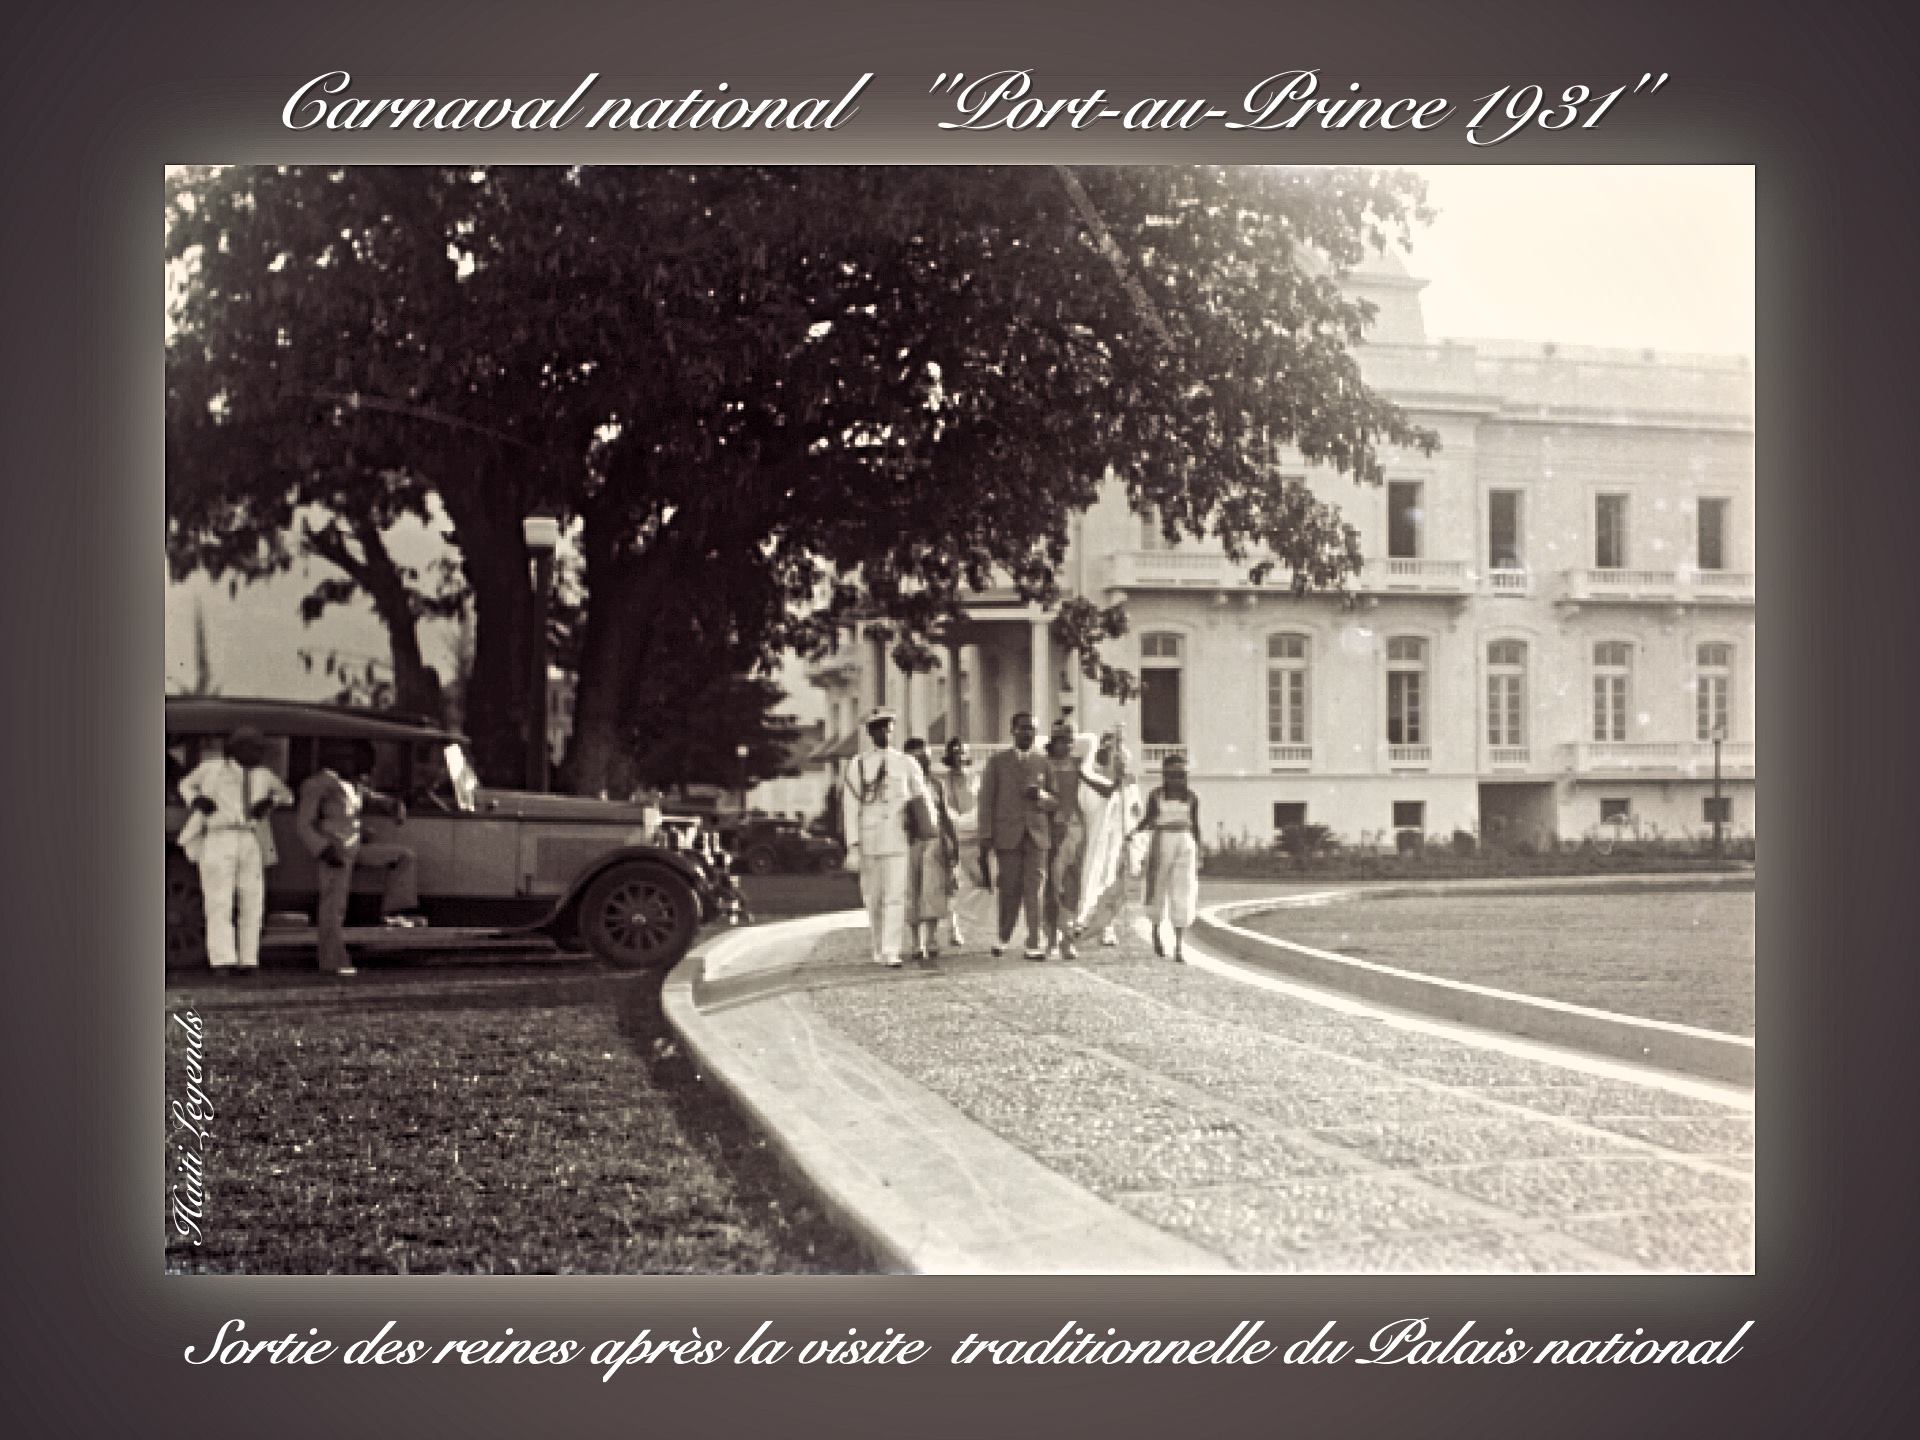 Carnaval national "Port-au-Prince 1931"
Haiti Legends
Sortie des reines après la visite traditionnelle du Palais national